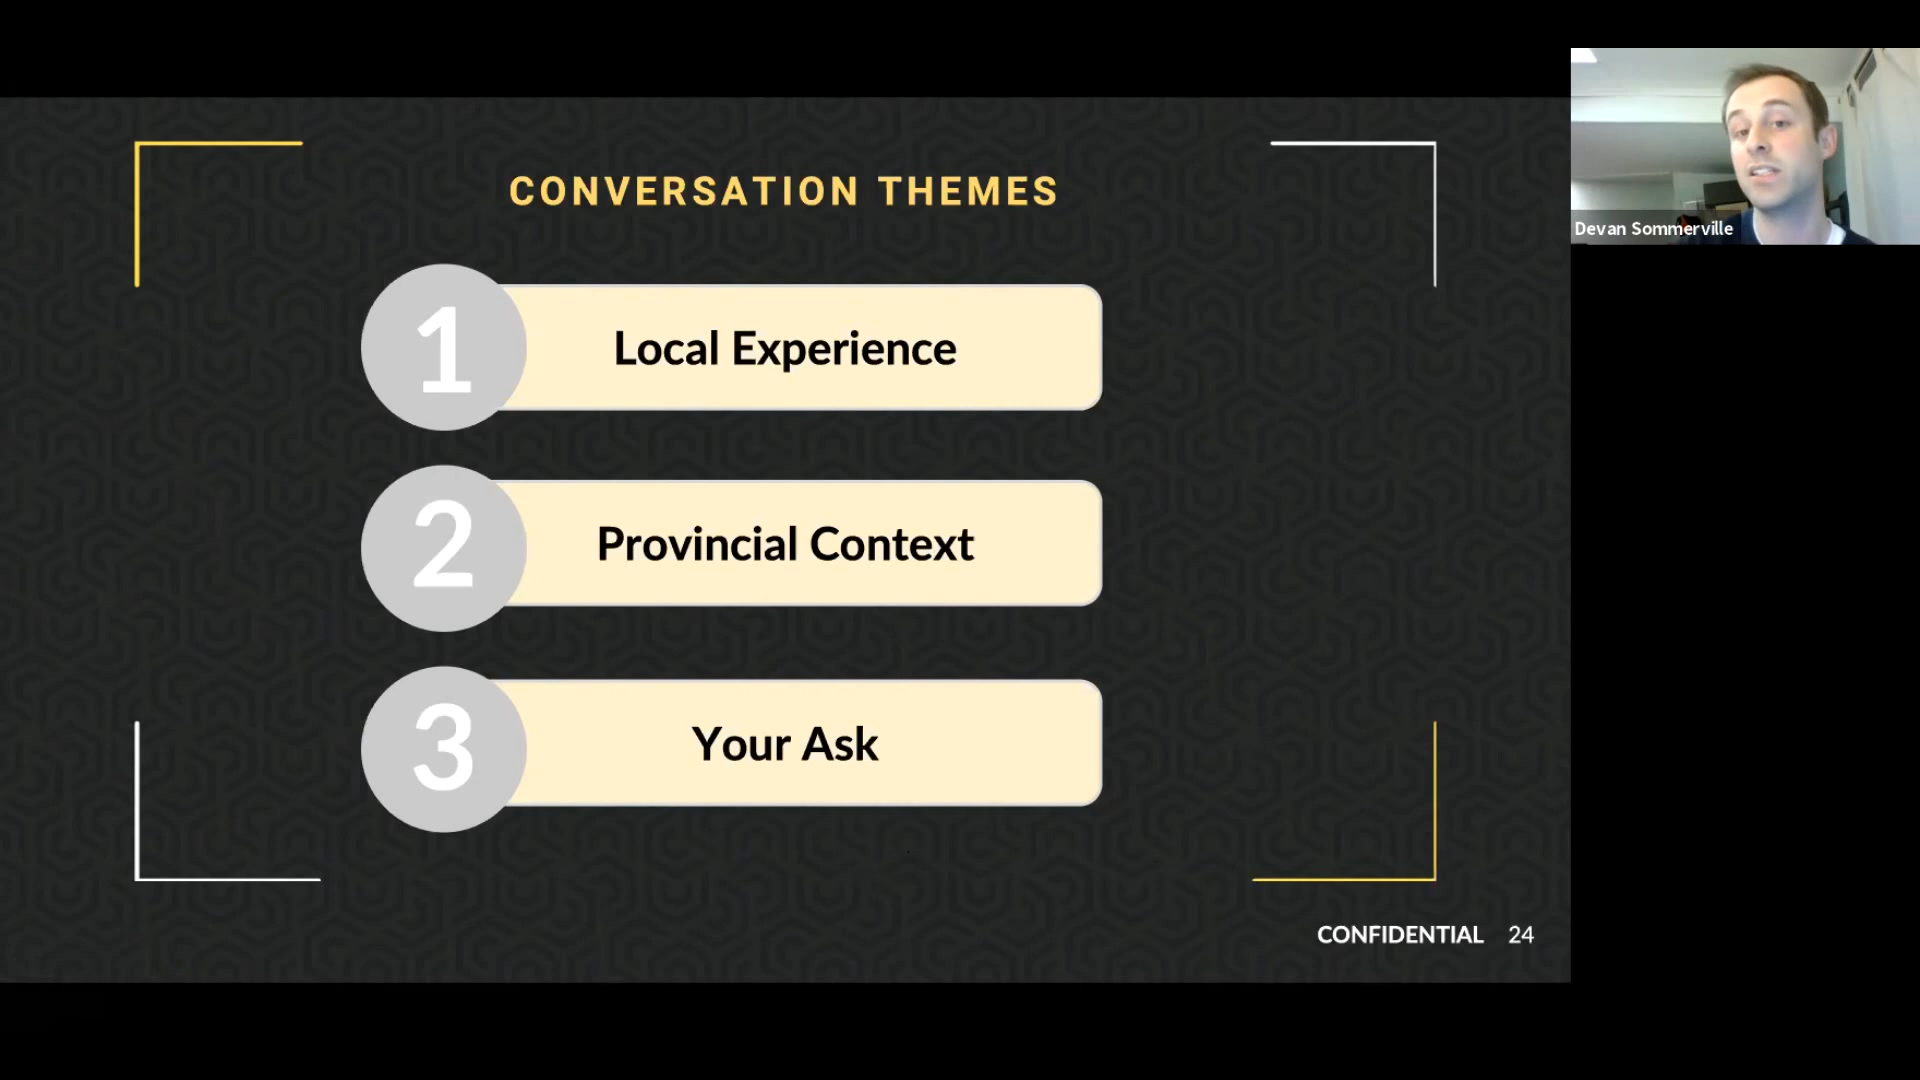 CONVERSATION THEMES
1
Local Experience
2
Provincial Context
3
Your Ask
CONFIDENTIAL 24
Devan Sommerville